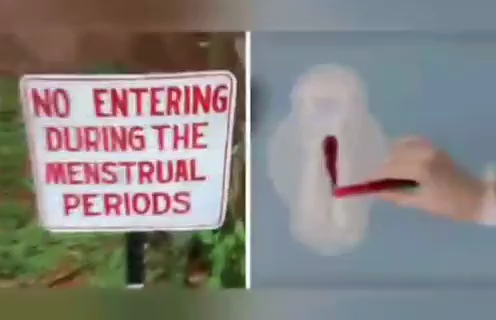 NO ENTERING
DURING THE
MENSTRUAL
PERIODS